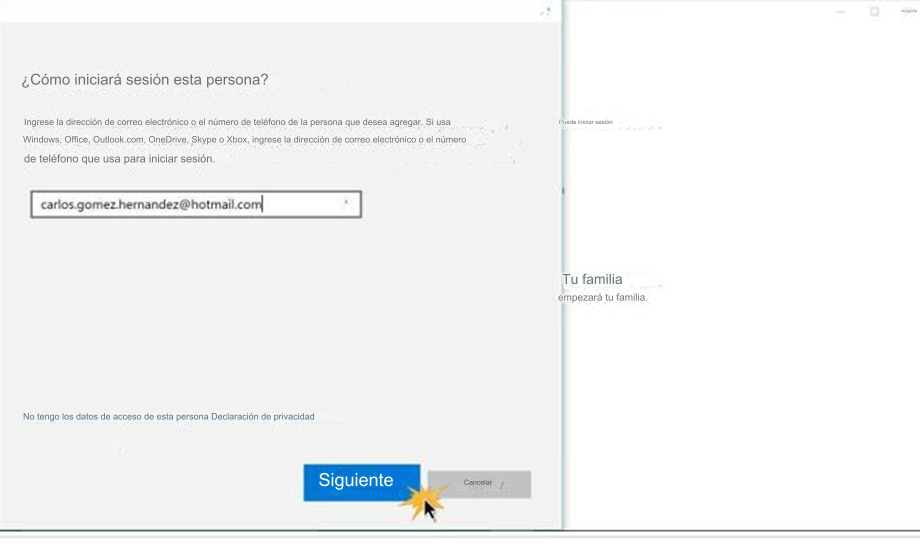 ¿Cómo iniciará sesión esta persona?
Ingrese la dirección de correo electrónico o el número de teléfono de la persona que desea agregar. Si usa
Windows, Office, Outlook.com, OneDrive, Skype o Xbox, ingrese la dirección de correo electrónico o el número
de teléfono que usa para iniciar sesión.
carlos.gomez.hernandez@hotmail.com
Puede iniciar sesión
Tu familia
empezará tu familia.
No tengo los datos de acceso de esta persona Declaración de privacidad
Siguiente
Cancelar